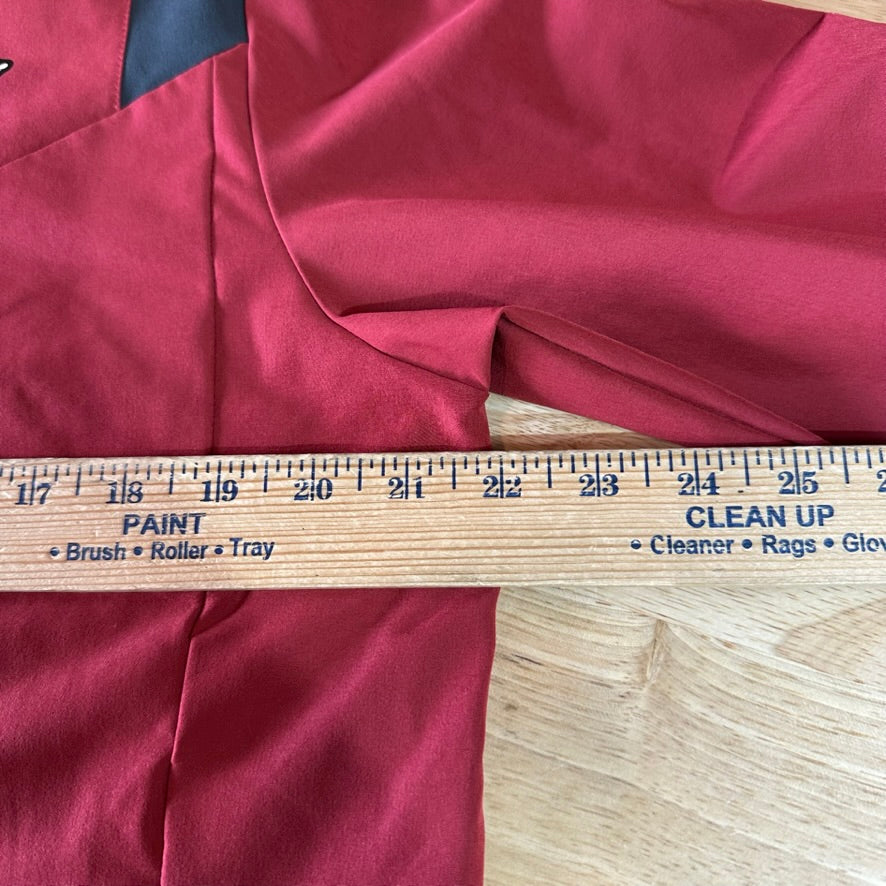 17 18 19 20 21 22 23 24 25
PAINT
• Brush • Roller • Tray
CLEAN UP
• Cleaner • Rags •